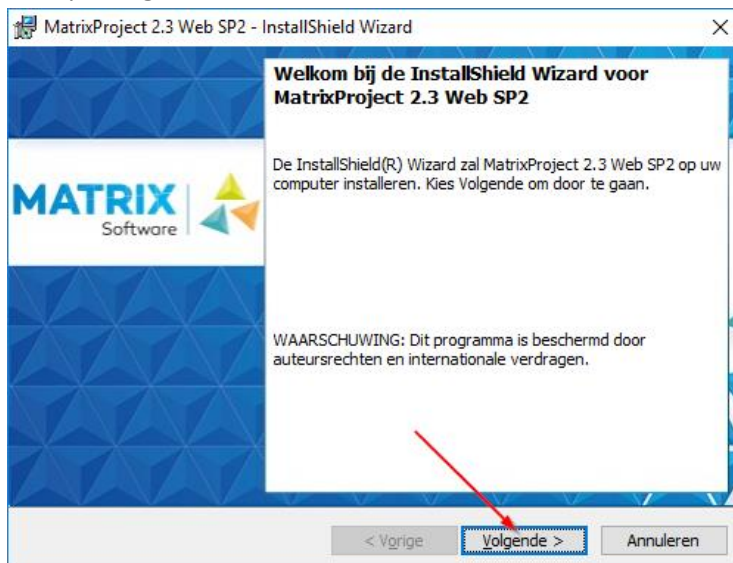 MatrixProject 2.3 Web SP2 - InstallShield Wizard
Welkom bij de InstallShield Wizard voor
MatrixProject 2.3 Web SP2
De InstallShield(R) Wizard zal MatrixProject 2.3 Web SP2 op uw
computer installeren. Kies Volgende om door te gaan.
MATRIX
Software
WAARSCHUWING: Dit programma is beschermd door
auteursrechten en internationale verdragen.
< Vorige
Volgende >
Annuleren